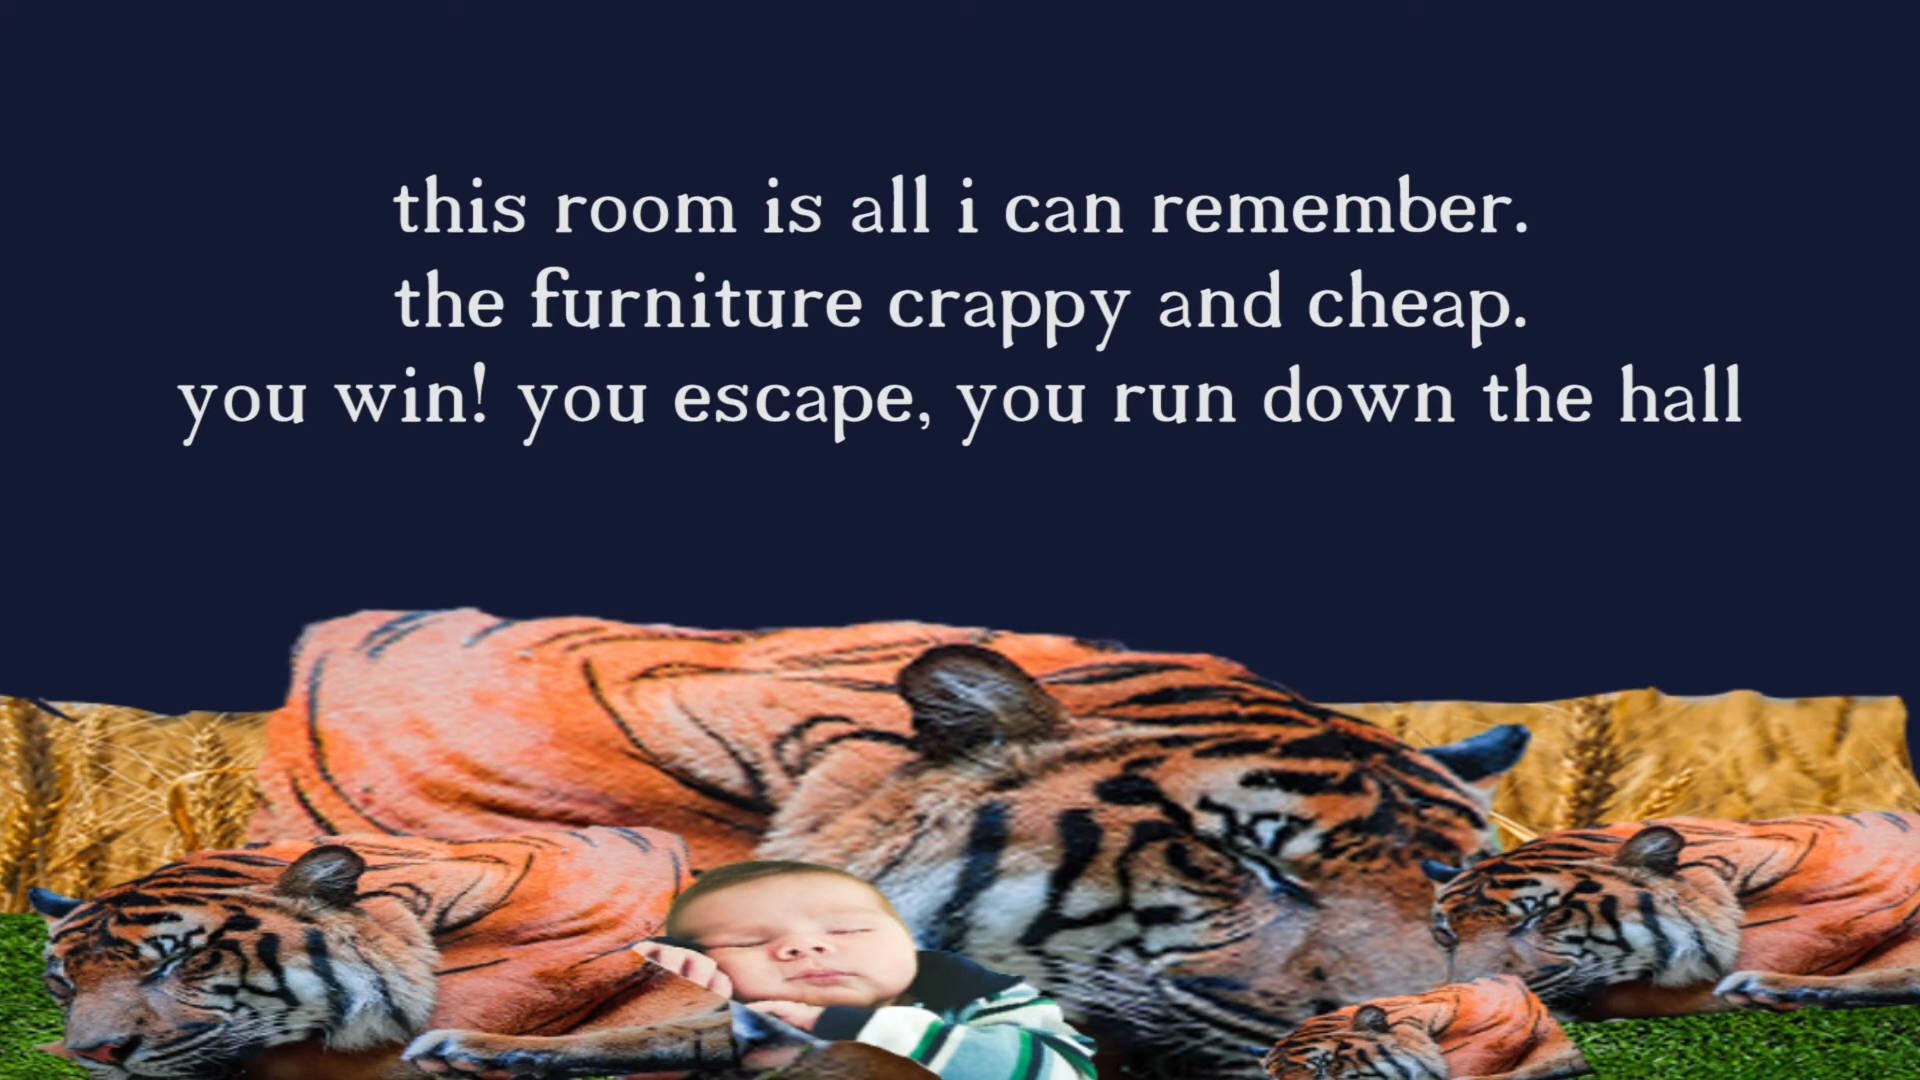 this room is all i can remember.
the furniture crappy and cheap.
you win! you escape, you run down the hall